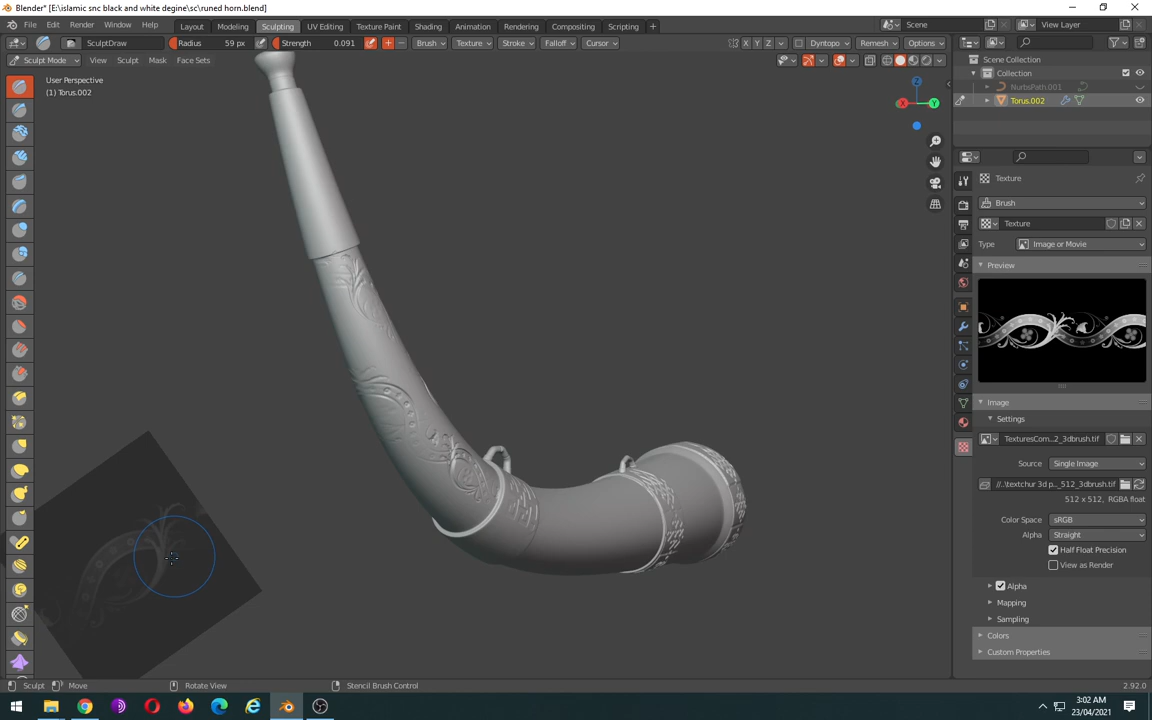 Blender* [E:\islamic snc black and white degine\sc\runed horn.blend]
File Edit Render Window Help Layout Modeling Sculpting UV Editing Texture Paint Shading Animation Rendering Compositing Scripting + Scene View Layer
SculptDraw Radius 59 px Strength 0.091 + − Brush Texture Stroke Falloff Cursor X Y Z Dyntopo Remesh Options
Sculpt Mode View Sculpt Mask Face Sets
User Perspective
(1) Torus.002
Scene Collection
Collection
NurbsPath.001
Torus.002
Z
X Y
Texture
Brush
Texture
Type Image or Movie
Preview
Image
Settings
TexturesCom..2_3dbrush.tif
Source Single Image
//..\textchur 3d p..._512_3dbrush.tif
512 x 512, RGBA float
Color Space sRGB
Alpha Straight
Half Float Precision
View as Render
Alpha
Mapping
Sampling
Colors
Custom Properties
Sculpt Move Rotate View Stencil Brush Control 2.92.0
3:02 AM
23/04/2021